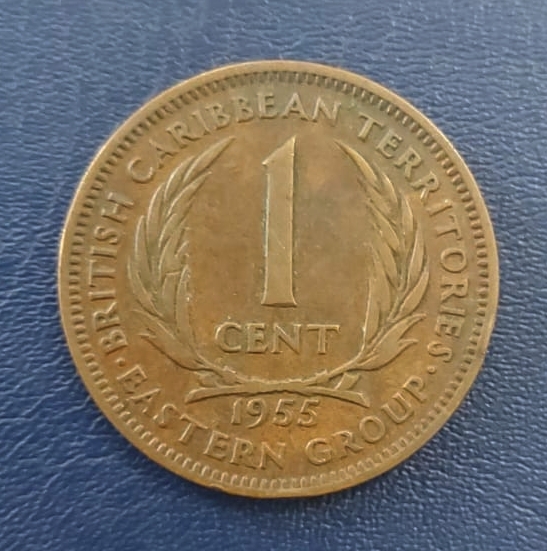 BRITISH CARIBBEAN TERRITORIES
1
CENT
1955
· EASTERN GROUP ·